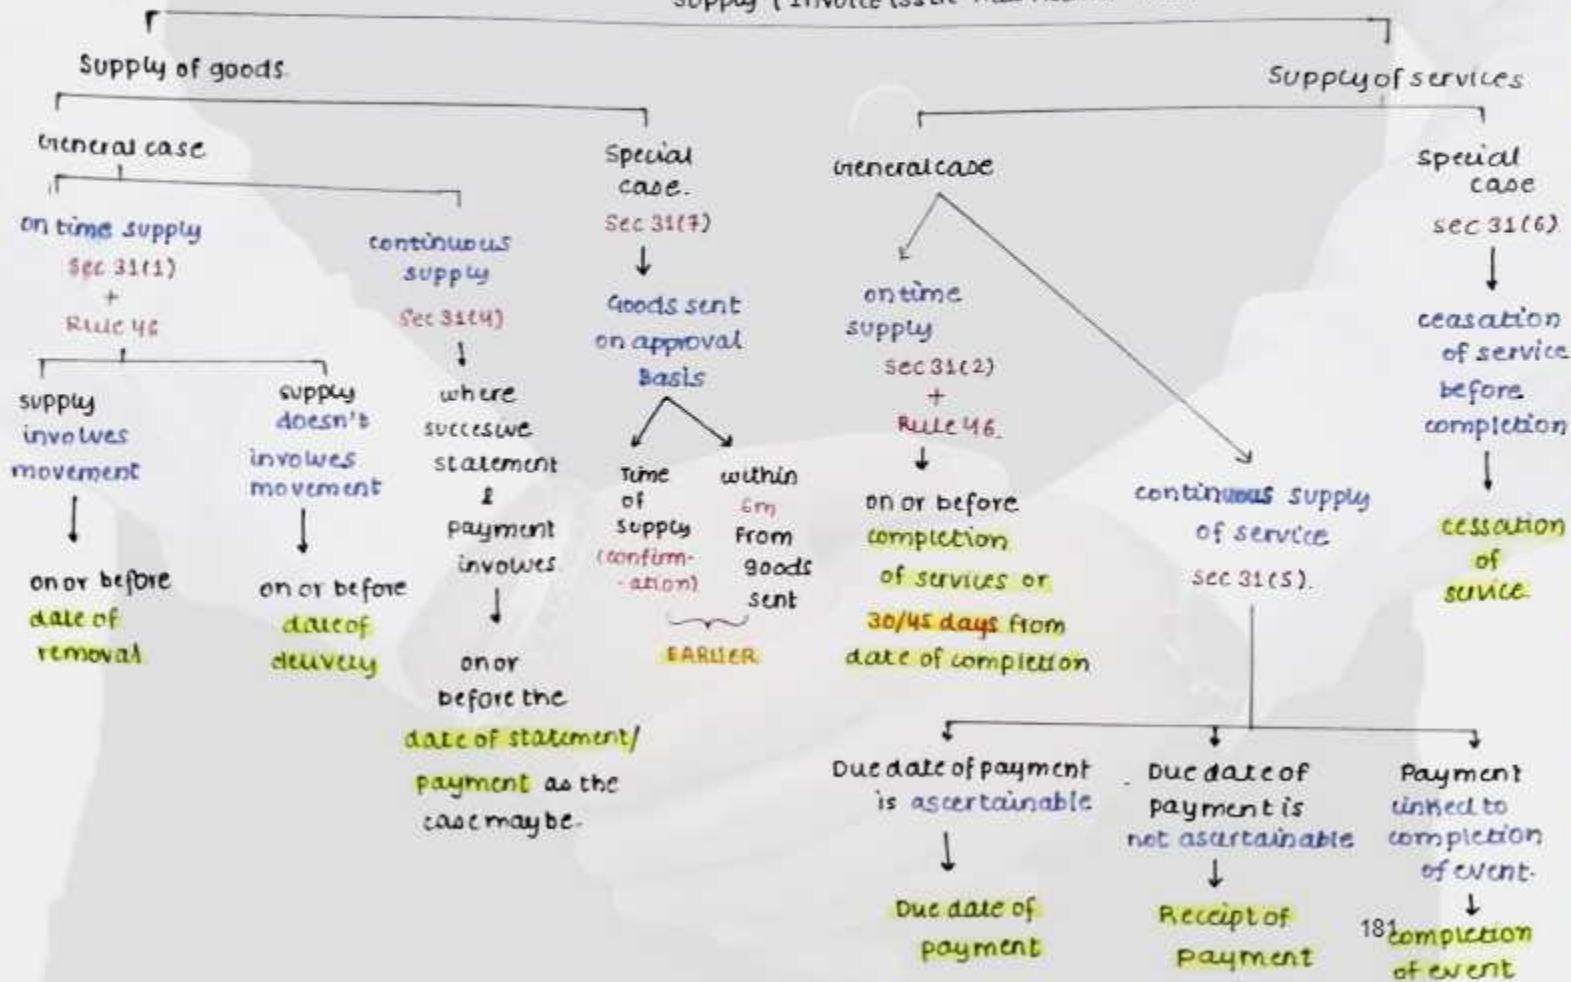 Supply of goods.
Supply of services
General case
on time supply
Sec 31(1)
+
Rule 46
supply
involves
movement
on or before
date of
removal
supply
doesn't
involves
movement
on or before
date of
delivery
continuous
supply
Sec 31(4)
where
succesive
statement
&
payment
involves.
on or
before the
date of statement/
payment as the
case may be.
Special
case.
Sec 31(7)
Goods sent
on approval
Basis
Time
of
supply
(confirm-
-ation)
within
6m
from
goods
sent
EARLIER
General case
on time
supply
Sec 31(2)
+
Rule 46.
on or before
completion
of services or
30/45 days from
date of completion
continuous supply
of service
Sec 31(5).
Due date of payment
is ascertainable
Due date of
payment
Due date of
payment is
not ascertainable
Receipt of
payment
Payment
linked to
completion
of event.
completion
of event
special
case
sec 31(6)
ceasation
of service
before
completion
cessation
of
service.
181